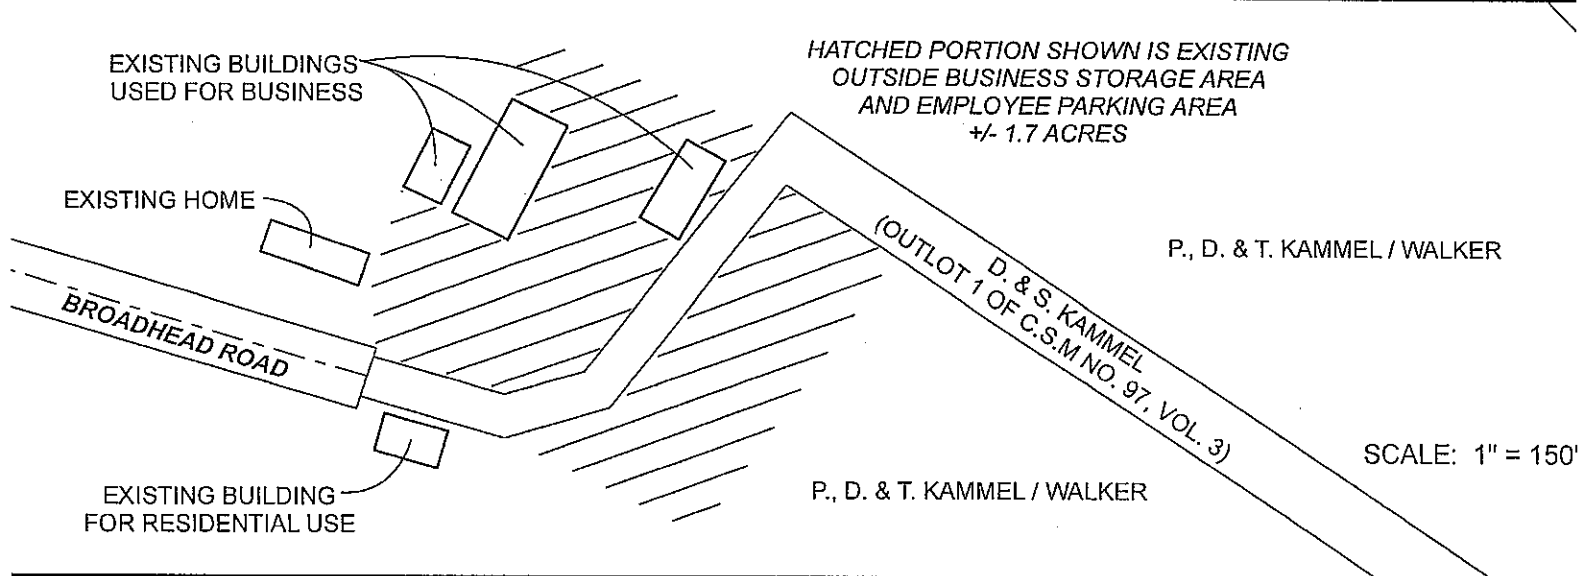 EXISTING BUILDINGS
USED FOR BUSINESS
HATCHED PORTION SHOWN IS EXISTING
OUTSIDE BUSINESS STORAGE AREA
AND EMPLOYEE PARKING AREA
+/- 1.7 ACRES
EXISTING HOME
P., D. & T. KAMMEL / WALKER
D. & S. KAMMEL
(OUTLOT 1 OF C.S.M NO. 97, VOL. 3)
BROADHEAD ROAD
SCALE: 1" = 150'
EXISTING BUILDING
FOR RESIDENTIAL USE
P., D. & T. KAMMEL / WALKER